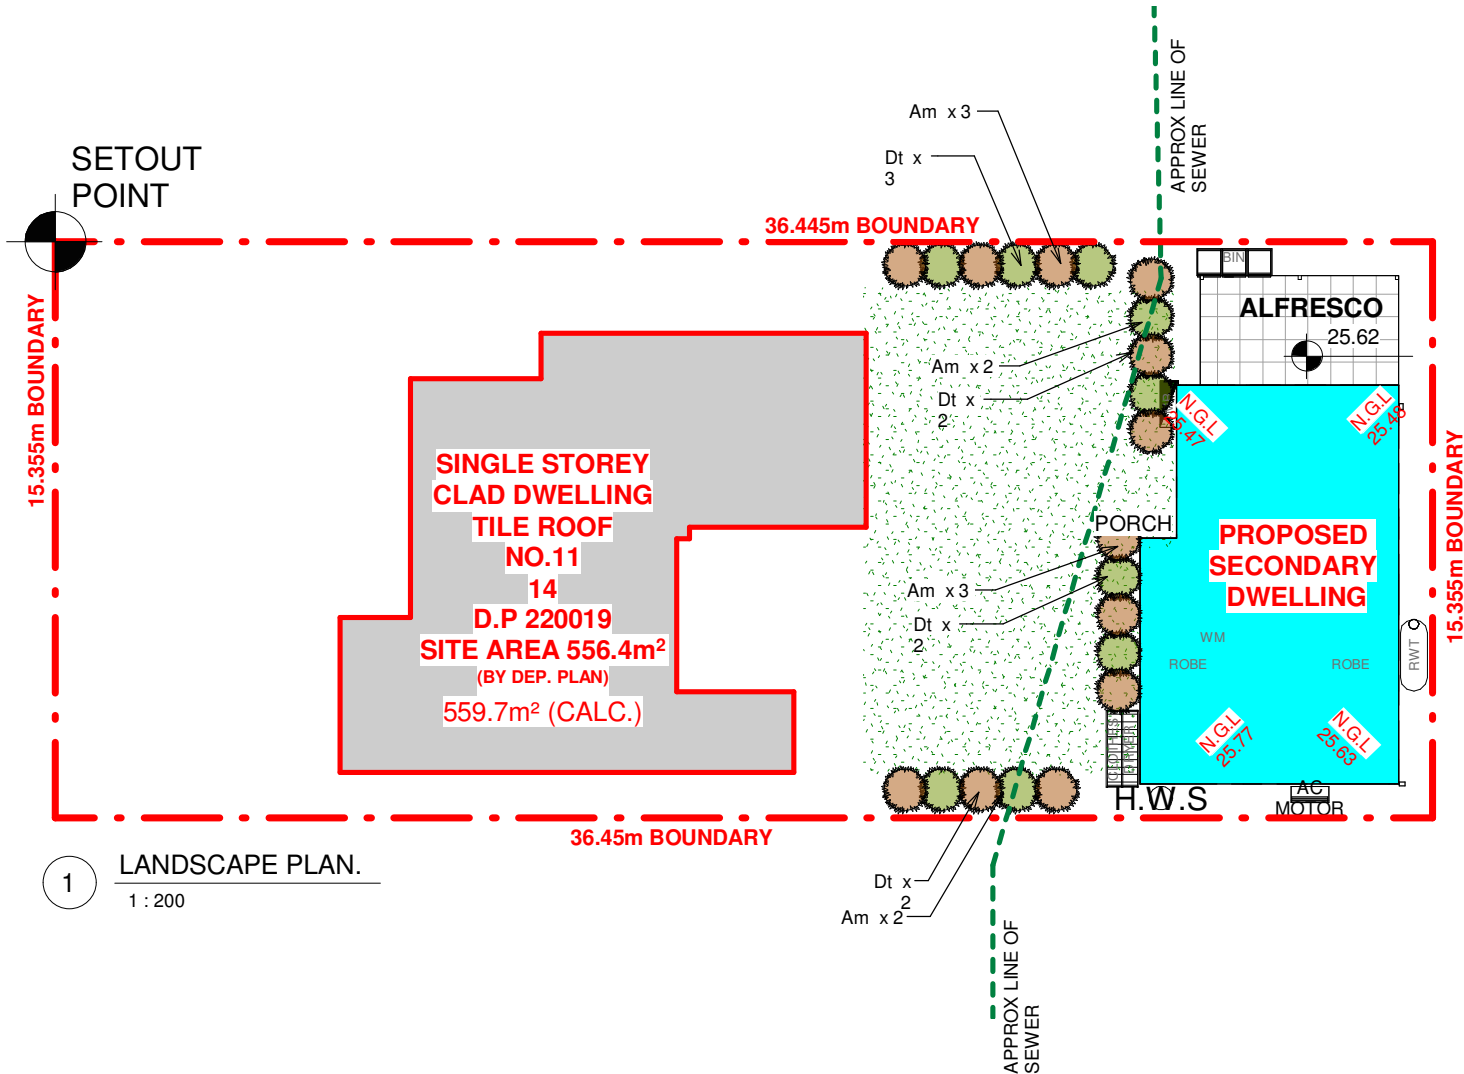 APPROX LINE OF
SEWER
Am x 3
Dt x
3
SETOUT
POINT
36.445m BOUNDARY
BIN
ALFRESCO
25.62
15.355m BOUNDARY
Am x 2
Dt x
2
N.G.L
25.47
N.G.L
25.48
SINGLE STOREY
CLAD DWELLING
TILE ROOF
NO.11
14
D.P 220019
SITE AREA 556.4m²
(BY DEP. PLAN)
559.7m² (CALC.)
PORCH
PROPOSED
SECONDARY
DWELLING
15.355m BOUNDARY
Am x 3
Dt x
2
WM
ROBE
ROBE
RWT
N.G.L
25.77
N.G.L
25.63
CLOTHES
DRYER
H.W.S
AC
MOTOR
36.45m BOUNDARY
1
LANDSCAPE PLAN.
1 : 200
Dt x
2
Am x 2
APPROX LINE OF
SEWER